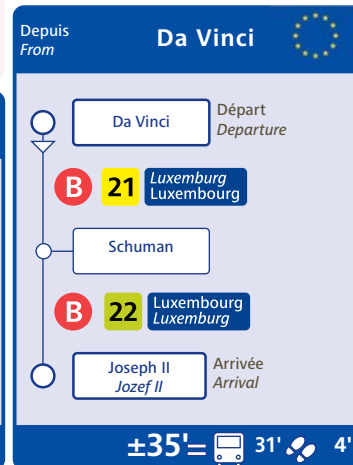 Depuis
From
Da Vinci
Da Vinci
Départ
Departure
B 21 Luxemburg
Luxembourg
Schuman
B 22 Luxembourg
Luxemburg
Joseph II
Jozef II
Arrivée
Arrival
±35'= 31' 4'